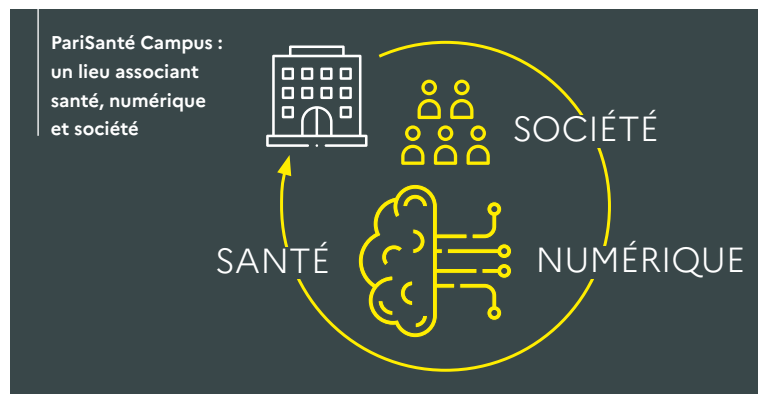 PariSanté Campus :
un lieu associant
santé, numérique
et société
SOCIÉTÉ
SANTÉ
NUMÉRIQUE